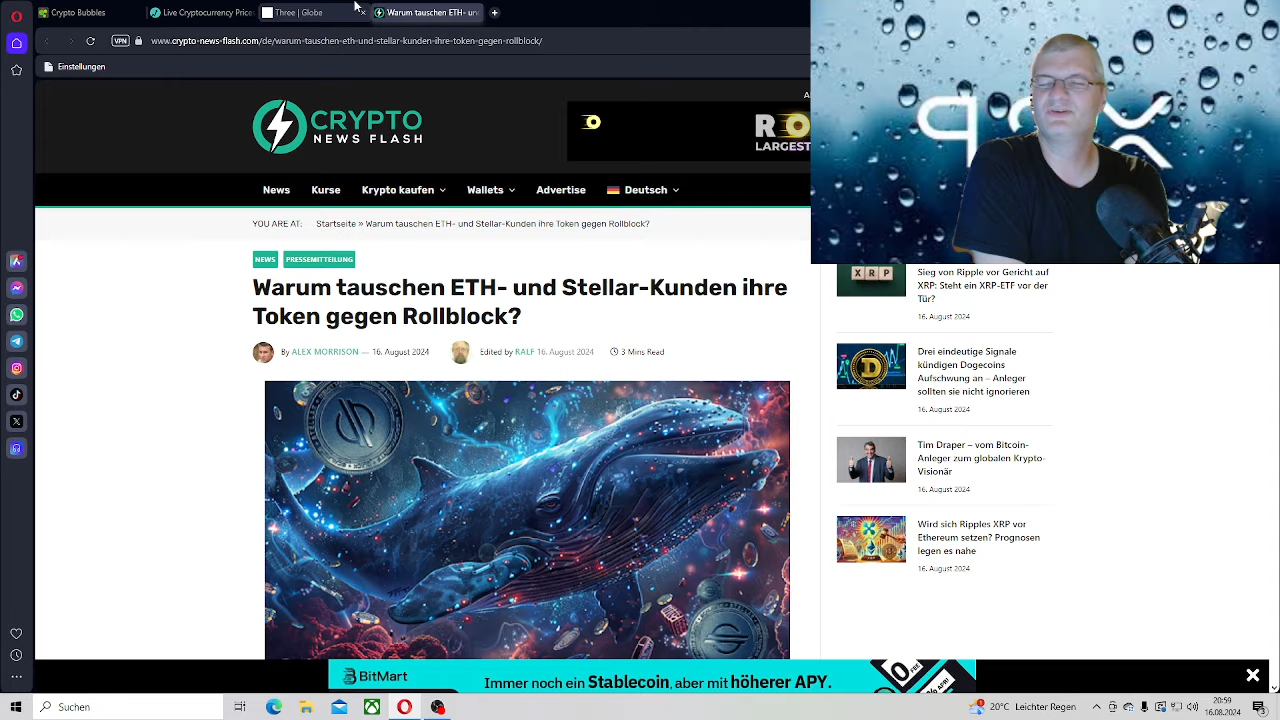 Crypto Bubbles
Live Cryptocurrency Price
Three | Globe
Warum tauschen ETH- und
VPN
www.crypto-news-flash.com/de/warum-tauschen-eth-und-stellar-kunden-ihre-token-gegen-rollblock/
Einstellungen
CRYPTO
NEWS FLASH
RO
LARGEST
News
Kurse
Krypto kaufen
Wallets
Advertise
Deutsch
YOU ARE AT:
Startseite » Warum tauschen ETH- und Stellar-Kunden ihre Token gegen Rollblock?
NEWS
PRESSEMITTEILUNG
Warum tauschen ETH- und Stellar-Kunden ihre
Token gegen Rollblock?
By ALEX MORRISON — 16. August 2024
Edited by RALF 16. August 2024
3 Mins Read
XRP
Sieg von Ripple vor Gericht auf
XRP: Steht ein XRP-ETF vor der
Tür?
16. August 2024
Drei eindeutige Signale
kündigen Dogecoins
Aufschwung an – Anleger
sollten sie nicht ignorieren
16. August 2024
Tim Draper – vom Bitcoin-
Anleger zum globalen Krypto-
Visionär
16. August 2024
Wird sich Ripples XRP vor
Ethereum setzen? Prognosen
legen es nahe
16. August 2024
BitMart
Immer noch ein Stablecoin, aber mit höherer APY.
Suchen
20°C Leichter Regen
20:59
16.08.2024